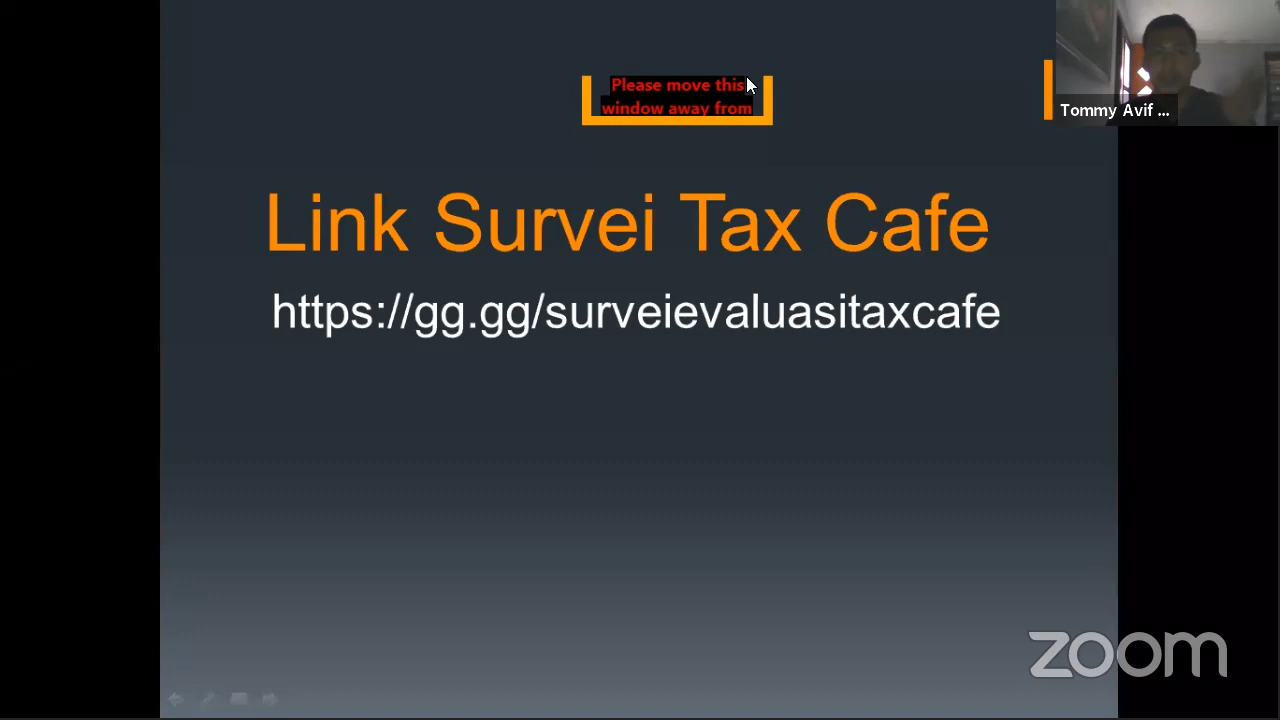 Please move this
window away from
Tommy Avif ...
Link Survei Tax Cafe
https://gg.gg/surveievaluasitaxcafe
zoom